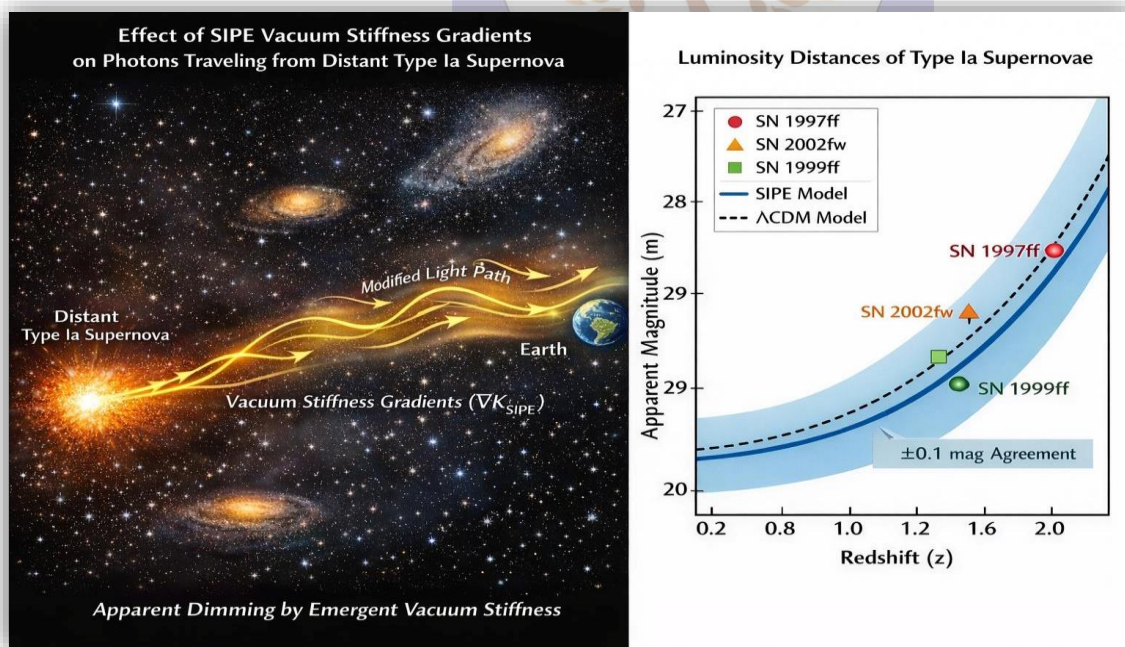 Effect of SIPE Vacuum Stiffness Gradients
on Photons Traveling from Distant Type Ia Supernova
Modified Light Path
Distant
Type Ia Supernova
Earth
Vacuum Stiffness Gradients (∇K_SIPE)
Apparent Dimming by Emergent Vacuum Stiffness
Luminosity Distances of Type Ia Supernovae
27
28
29
29
20
Apparent Magnitude (m)
SN 1997ff
SN 2002fw
SN 1999ff
SIPE Model
ΛCDM Model
SN 1997ff
SN 2002fw
SN 1999ff
±0.1 mag Agreement
0.2 0.8 1.0 1.2 1.6 2.0
Redshift (z)